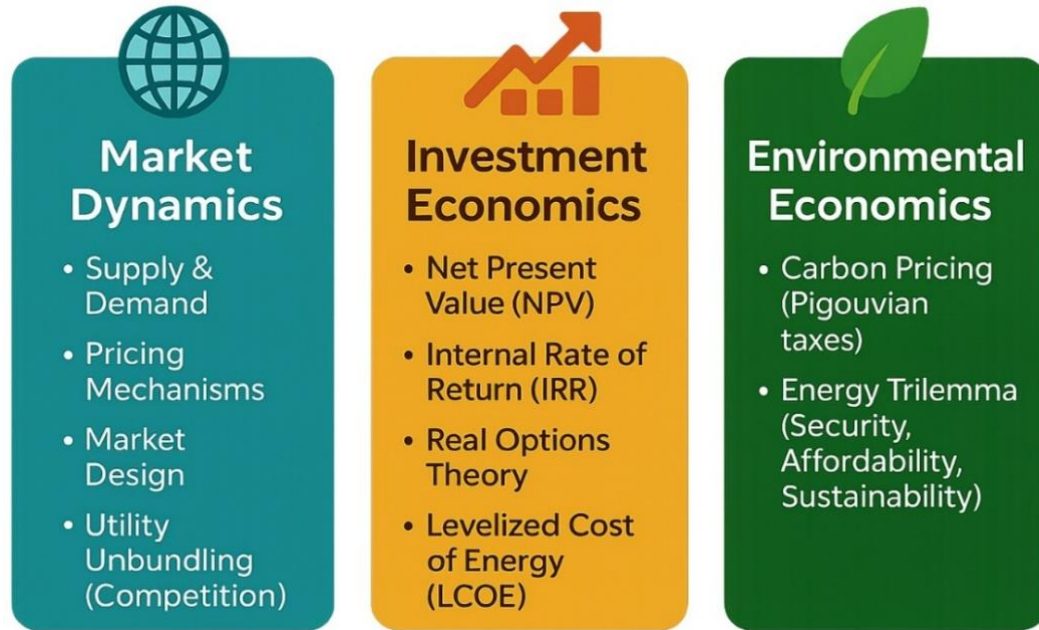 Market
Dynamics
• Supply &
Demand
• Pricing
Mechanisms
• Market
Design
• Utility
Unbundling
(Competition)
Investment
Economics
• Net Present
Value (NPV)
• Internal Rate of
Return (IRR)
• Real Options
Theory
• Levelized Cost
of Energy
(LCOE)
Environmental
Economics
• Carbon Pricing
(Pigouvian
taxes)
• Energy Trilemma
(Security,
Affordability,
Sustainability)